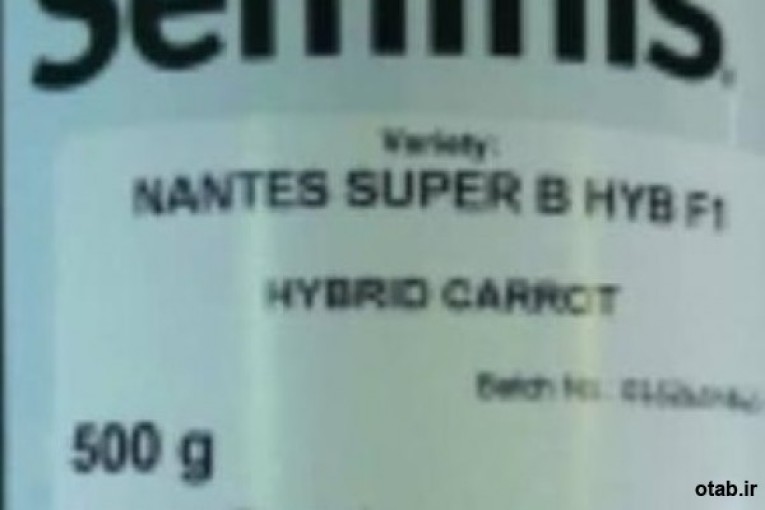 Seminis
Variety:
NANTES SUPER B HYB F1
HYBRID CARROT
Batch No.
500 g
otab.ir